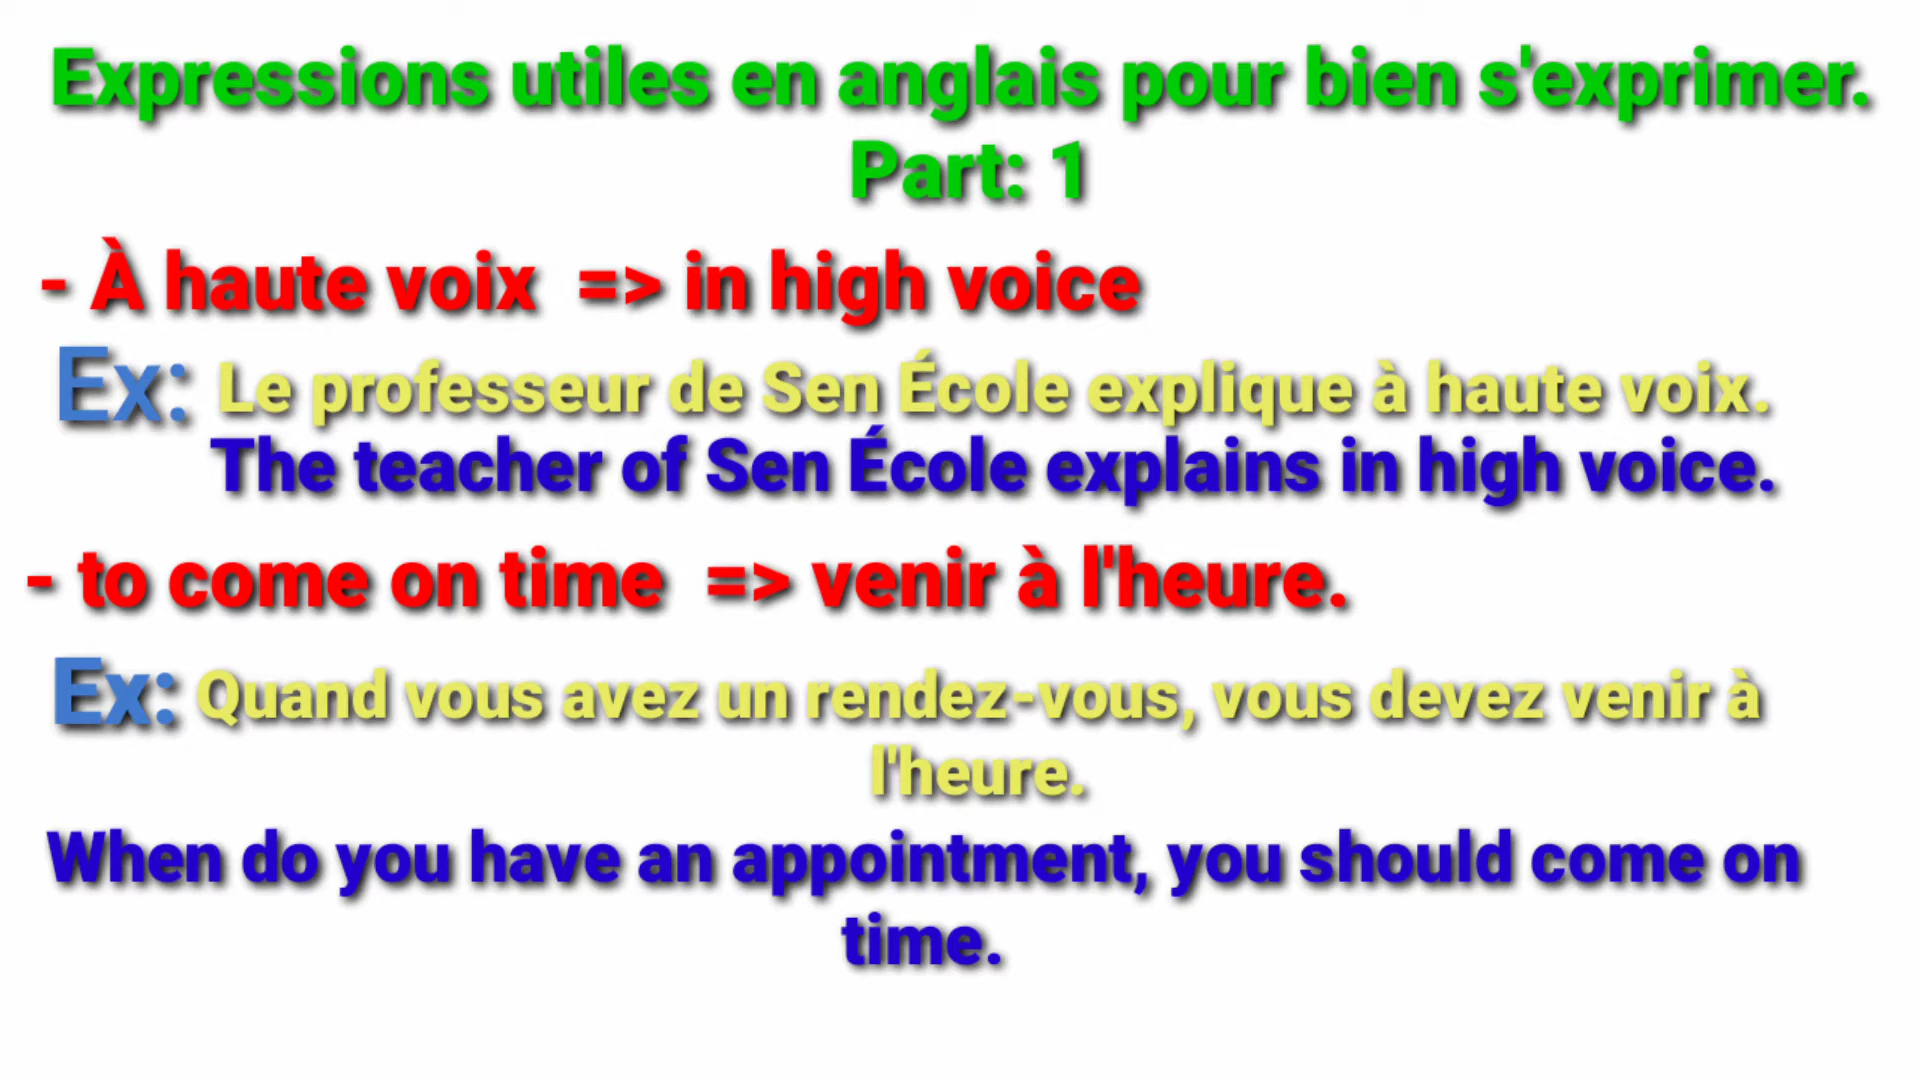 Expressions utiles en anglais pour bien s'exprimer.
Part: 1
- À haute voix => in high voice
Ex: Le professeur de Sen École explique à haute voix.
The teacher of Sen École explains in high voice.
- to come on time => venir à l'heure.
Ex: Quand vous avez un rendez-vous, vous devez venir à
l'heure.
When do you have an appointment, you should come on
time.